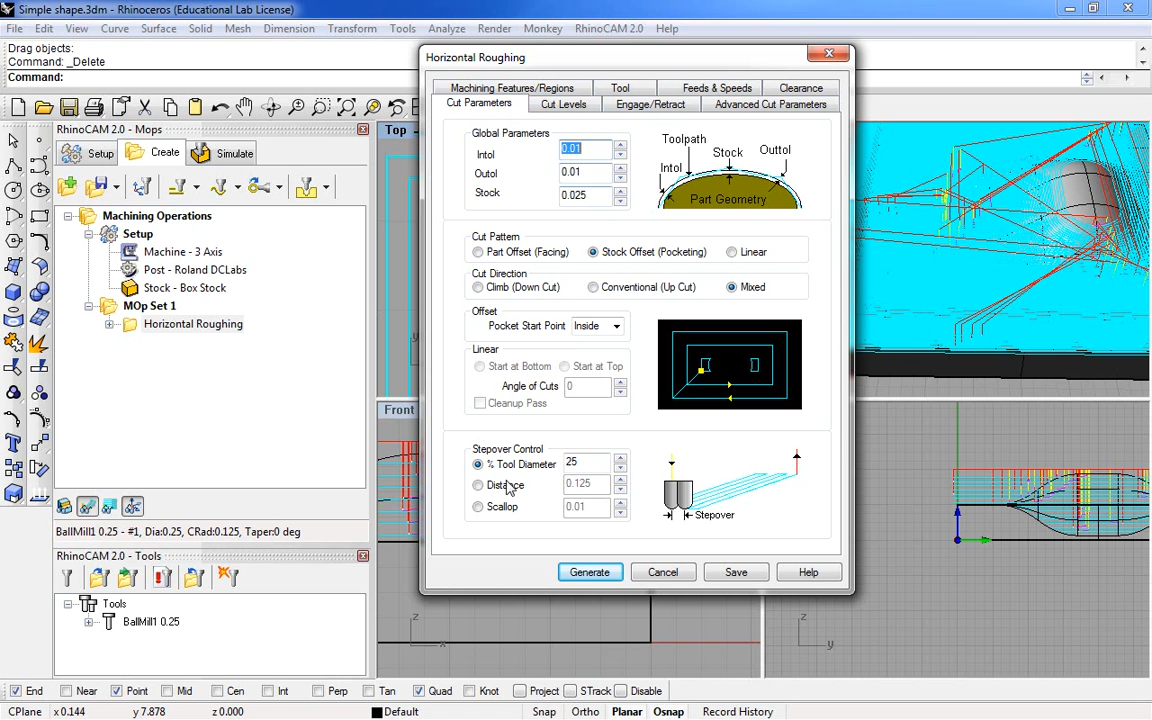 Simple shape.3dm - Rhinoceros (Educational Lab License)
File Edit View Curve Surface Solid Mesh Dimension Transform Tools Analyze Render Monkey RhinoCAM 2.0 Help
Drag objects:
Command: _Delete
Command:
RhinoCAM 2.0 - Mops
Setup Create Simulate
Machining Operations
Setup
Machine - 3 Axis
Post - Roland DCLabs
Stock - Box Stock
MOp Set 1
Horizontal Roughing
BallMill1 0.25 - #1, Dia:0.25, CRad:0.125, Taper:0 deg
RhinoCAM 2.0 - Tools
Tools
BallMill1 0.25
Top
Front
z
x
z
y
Horizontal Roughing
Machining Features/Regions Tool Feeds & Speeds Clearance
Cut Parameters Cut Levels Engage/Retract Advanced Cut Parameters
Global Parameters
Intol 0.01
Outol 0.01
Stock 0.025
Toolpath
Stock
Outtol
Intol
Part Geometry
Cut Pattern
Part Offset (Facing) Stock Offset (Pocketing) Linear
Cut Direction
Climb (Down Cut) Conventional (Up Cut) Mixed
Offset
Pocket Start Point Inside
Linear
Start at Bottom Start at Top
Angle of Cuts 0
Cleanup Pass
Stepover Control
% Tool Diameter 25
Distance 0.125
Scallop 0.01
Stepover
Generate Cancel Save Help
End Near Point Mid Cen Int Perp Tan Quad Knot Project STrack Disable
CPlane x 0.144 y 7.878 z 0.000 Default Snap Ortho Planar Osnap Record History